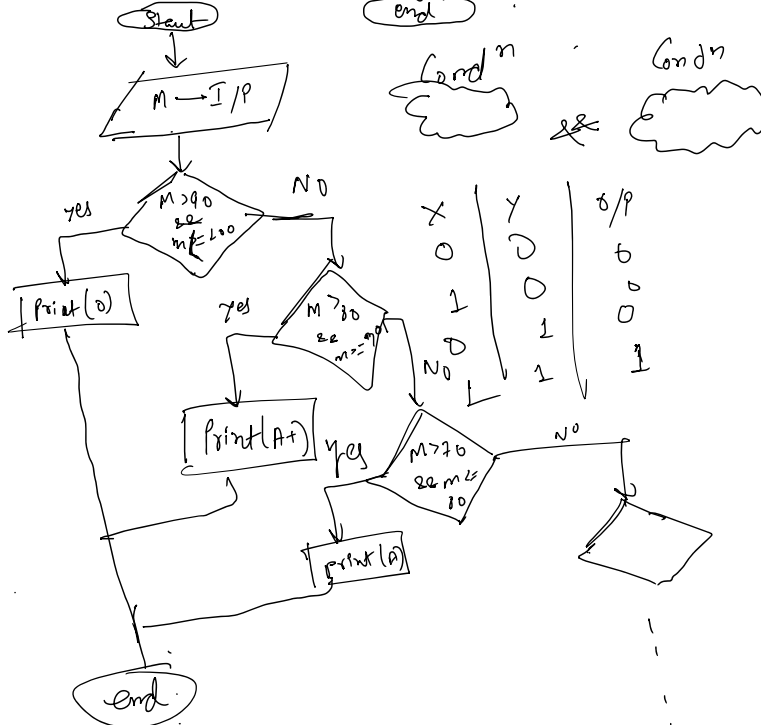 Start
end
M → I/P
Condⁿ
Condⁿ
&&
M>90
&&
m<=100
yes
NO
Print(O)
X Y O/P
0 0 0
1 0 0
0 1 0
1 1 1
M>80
&&
yes
NO
Print(A+)
M>70
&& m<=
80
yes
NO
print(A)
end